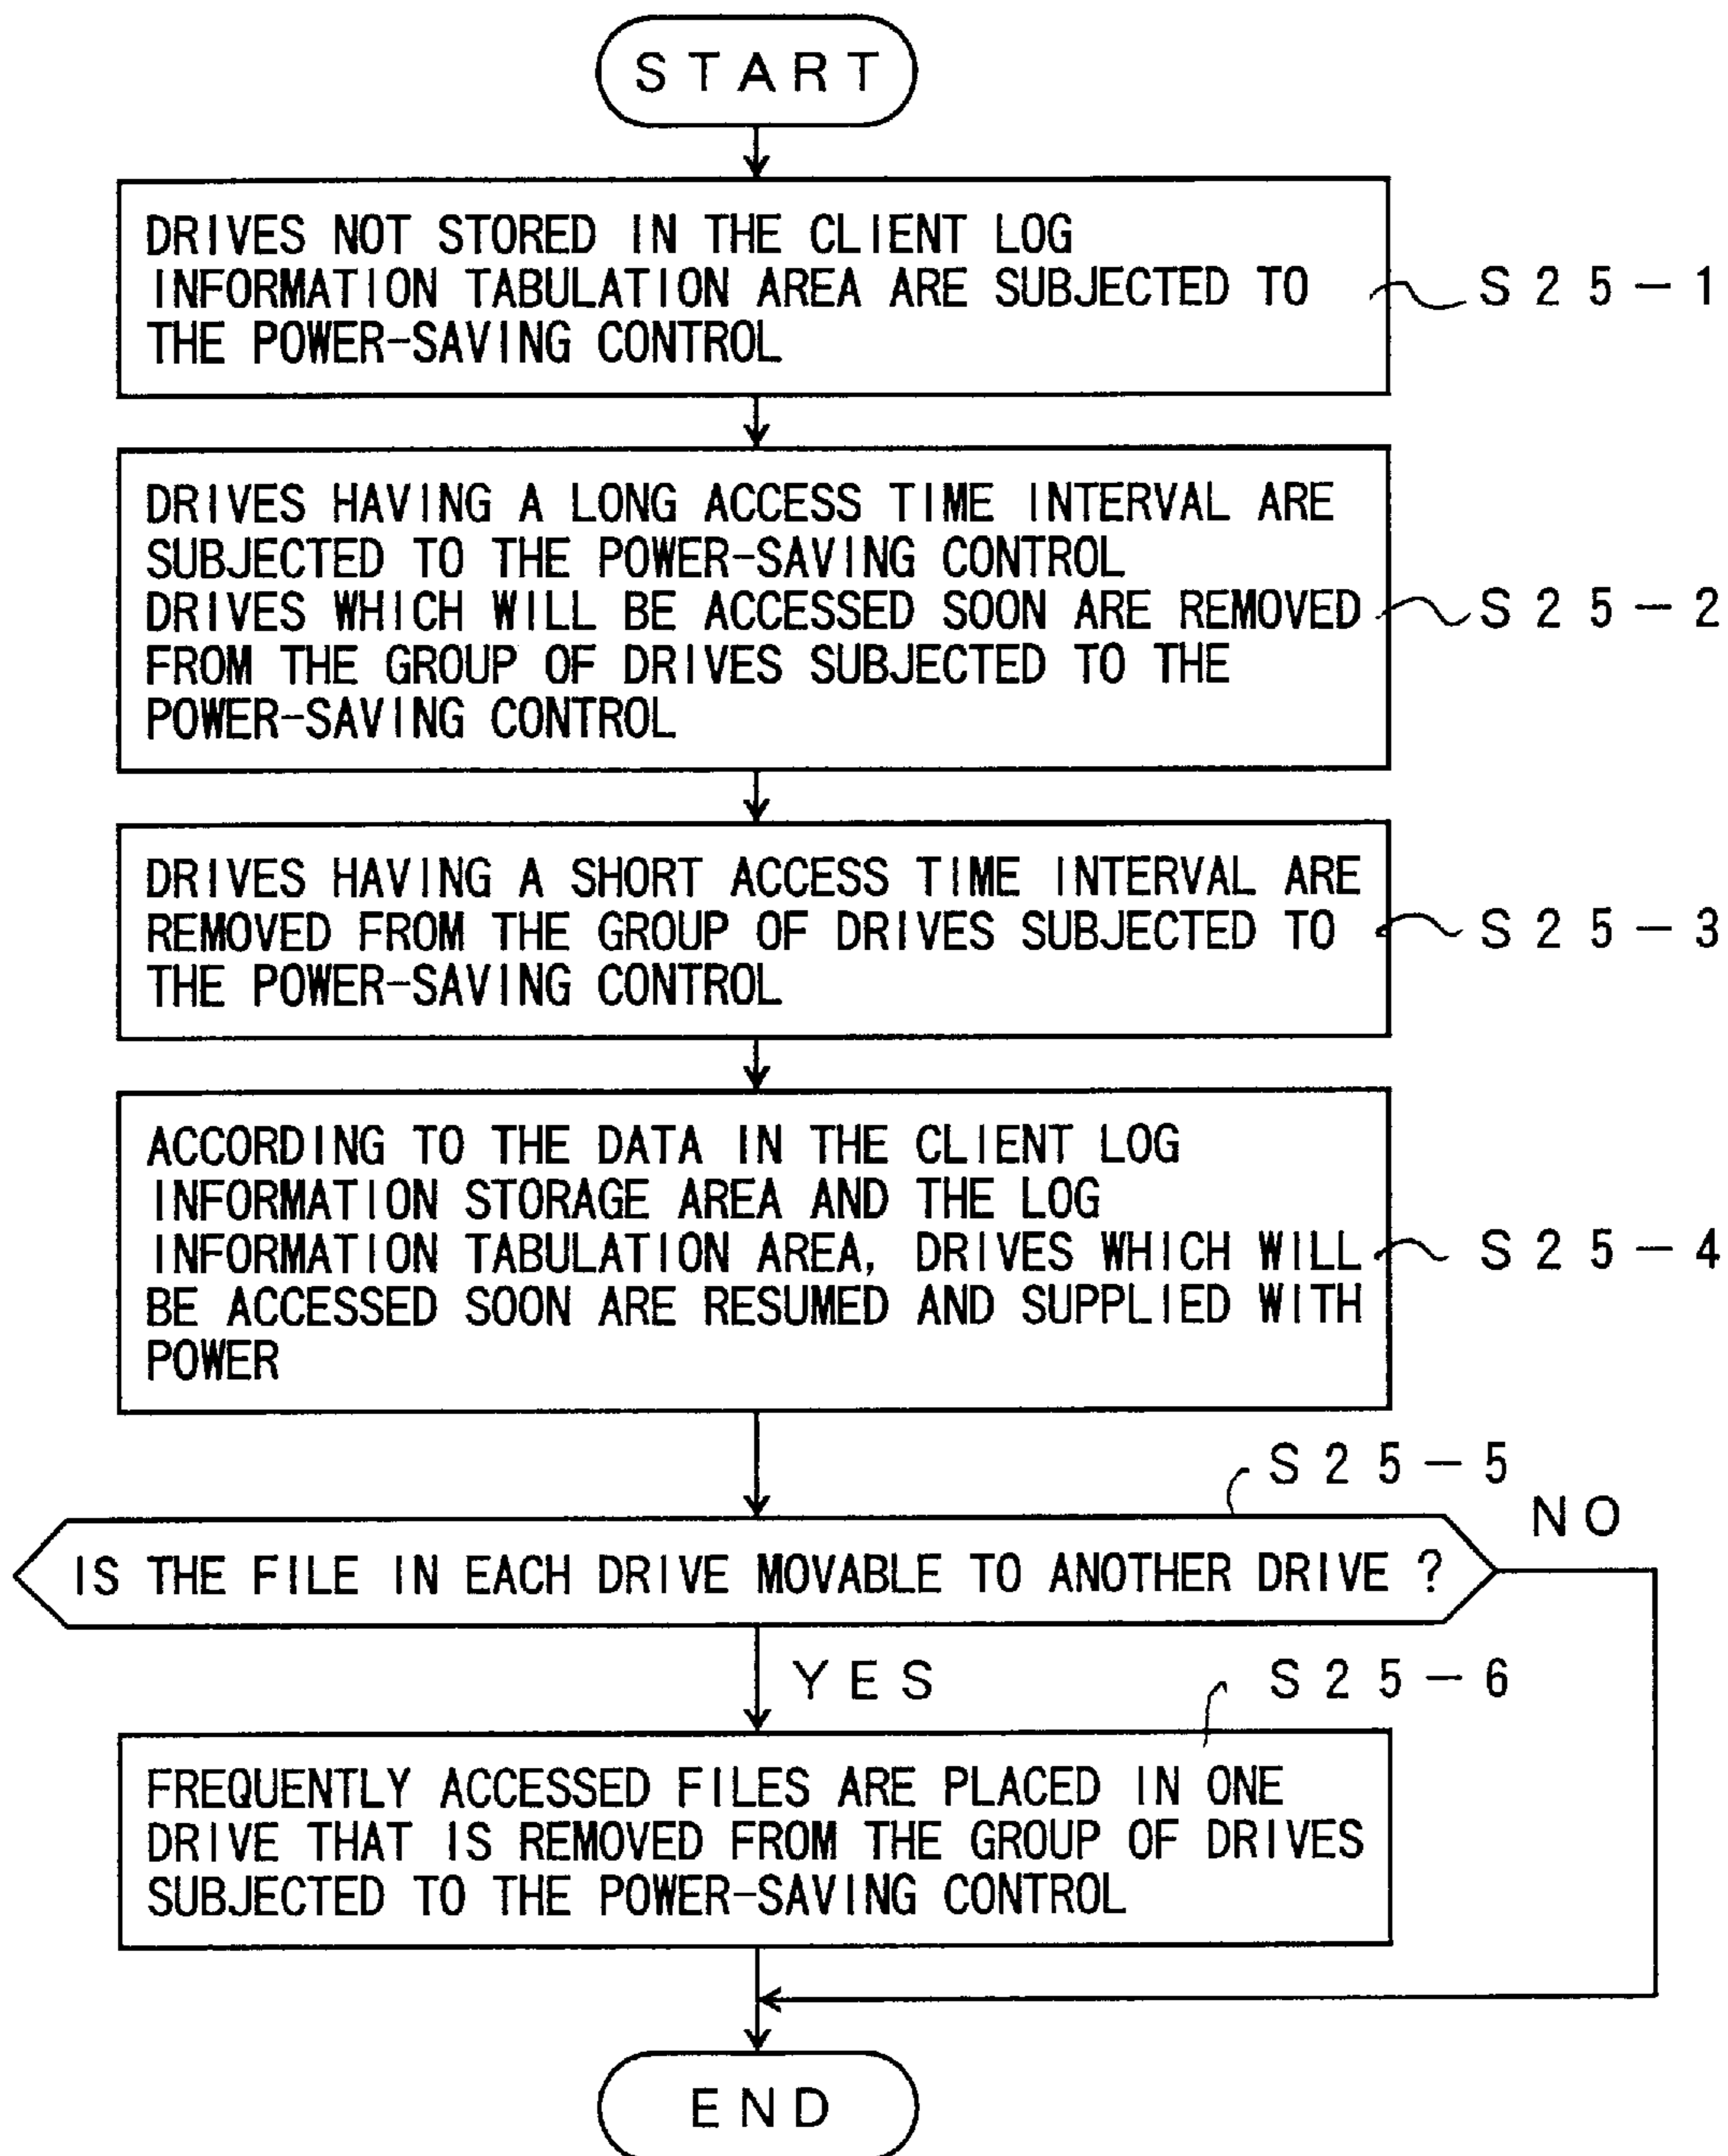 START
DRIVES NOT STORED IN THE CLIENT LOG
INFORMATION TABULATION AREA ARE SUBJECTED TO
THE POWER-SAVING CONTROL
S25-1
DRIVES HAVING A LONG ACCESS TIME INTERVAL ARE
SUBJECTED TO THE POWER-SAVING CONTROL
DRIVES WHICH WILL BE ACCESSED SOON ARE REMOVED
FROM THE GROUP OF DRIVES SUBJECTED TO THE
POWER-SAVING CONTROL
S25-2
DRIVES HAVING A SHORT ACCESS TIME INTERVAL ARE
REMOVED FROM THE GROUP OF DRIVES SUBJECTED TO
THE POWER-SAVING CONTROL
S25-3
ACCORDING TO THE DATA IN THE CLIENT LOG
INFORMATION STORAGE AREA AND THE LOG
INFORMATION TABULATION AREA, DRIVES WHICH WILL
BE ACCESSED SOON ARE RESUMED AND SUPPLIED WITH
POWER
S25-4
S25-5
IS THE FILE IN EACH DRIVE MOVABLE TO ANOTHER DRIVE ?
NO
YES
S25-6
FREQUENTLY ACCESSED FILES ARE PLACED IN ONE
DRIVE THAT IS REMOVED FROM THE GROUP OF DRIVES
SUBJECTED TO THE POWER-SAVING CONTROL
END